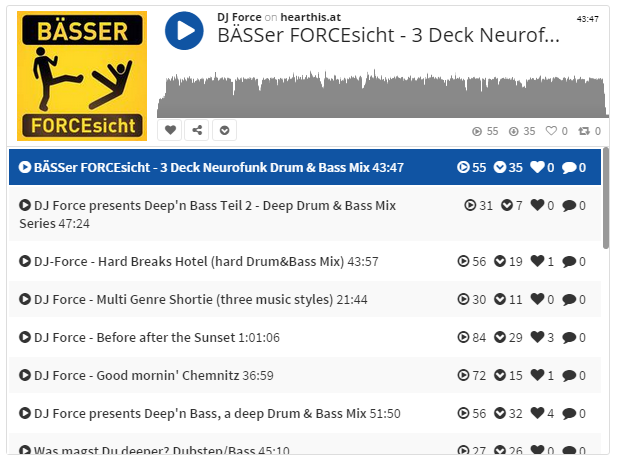 BÄSSER
FORCEsicht
DJ Force on hearthis.at
43:47
BÄSSer FORCEsicht - 3 Deck Neurof...
55 35 0 0
BÄSSer FORCEsicht - 3 Deck Neurofunk Drum & Bass Mix 43:47 55 35 0 0
DJ Force presents Deep'n Bass Teil 2 - Deep Drum & Bass Mix 31 7 0 0
Series 47:24
DJ-Force - Hard Breaks Hotel (hard Drum&Bass Mix) 43:57 56 19 1 0
DJ Force - Multi Genre Shortie (three music styles) 21:44 30 11 0 0
DJ Force - Before after the Sunset 1:01:06 84 29 3 0
DJ Force - Good mornin' Chemnitz 36:59 72 15 1 0
DJ Force presents Deep'n Bass, a deep Drum & Bass Mix 51:50 56 32 4 0
Was magst Du deeper? Dubstep/Bass 45:10 27 26 0 0